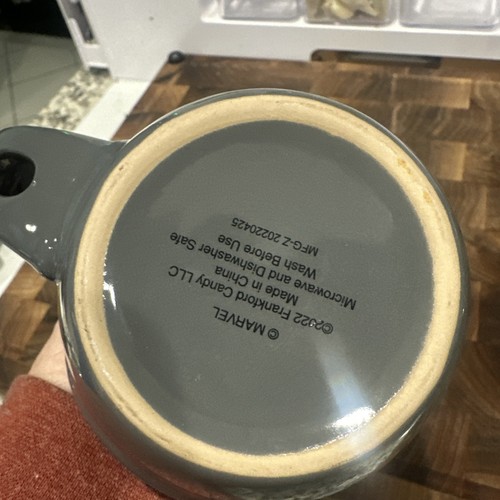 © MARVEL
©2022 Frankford Candy LLC
Made in China
Microwave and Dishwasher Safe
Wash Before Use
MFG-Z 20220425